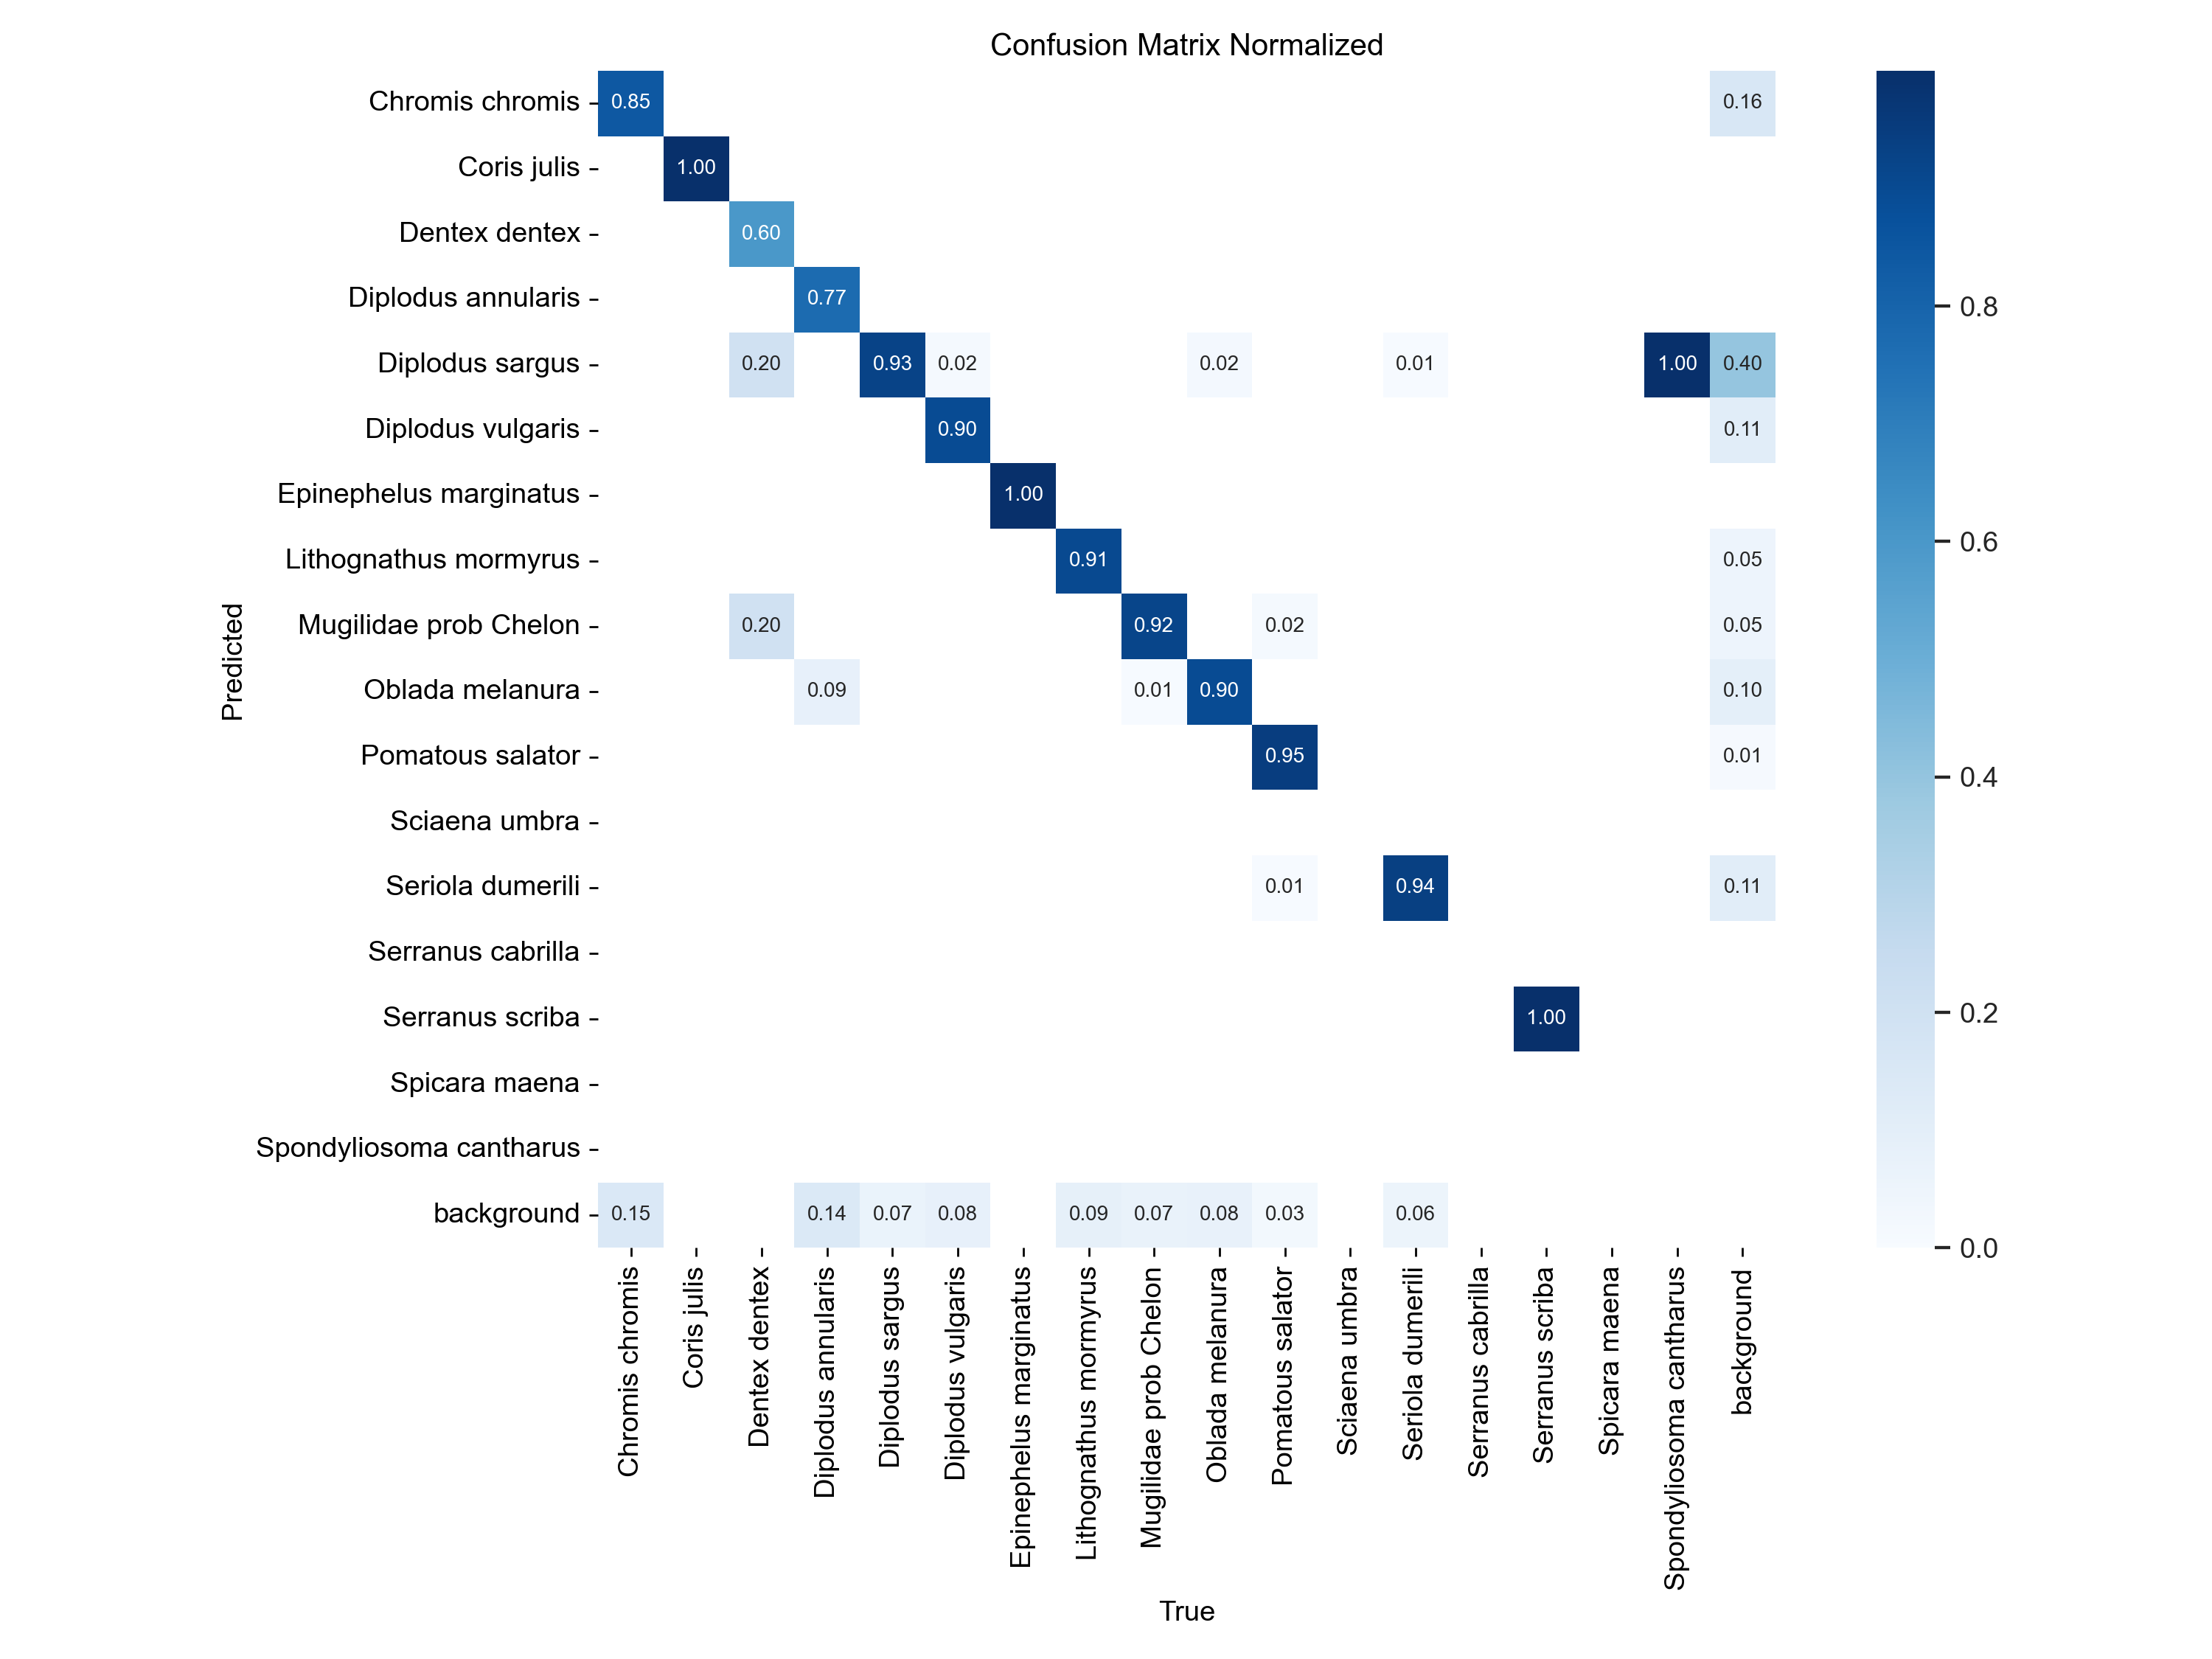 Confusion Matrix Normalized
Chromis chromis 0.85 0.16
Coris julis 1.00
Dentex dentex 0.60
Diplodus annularis 0.77
0.8
Diplodus sargus 0.20 0.93 0.02 0.02 0.01 1.00 0.40
Diplodus vulgaris 0.90 0.11
Epinephelus marginatus 1.00
0.6
Lithognathus mormyrus 0.91 0.05
Predicted
Mugilidae prob Chelon 0.20 0.92 0.02 0.05
Oblada melanura 0.09 0.01 0.90 0.10
Pomatous salator 0.95 0.01
0.4
Sciaena umbra
Seriola dumerili 0.01 0.94 0.11
Serranus cabrilla
Serranus scriba 1.00
0.2
Spicara maena
Spondyliosoma cantharus
background 0.15 0.14 0.07 0.08 0.09 0.07 0.08 0.03 0.06
0.0
Chromis chromis
Coris julis
Dentex dentex
Diplodus annularis
Diplodus sargus
Diplodus vulgaris
Epinephelus marginatus
Lithognathus mormyrus
Mugilidae prob Chelon
Oblada melanura
Pomatous salator
Sciaena umbra
Seriola dumerili
Serranus cabrilla
Serranus scriba
Spicara maena
Spondyliosoma cantharus
background
True